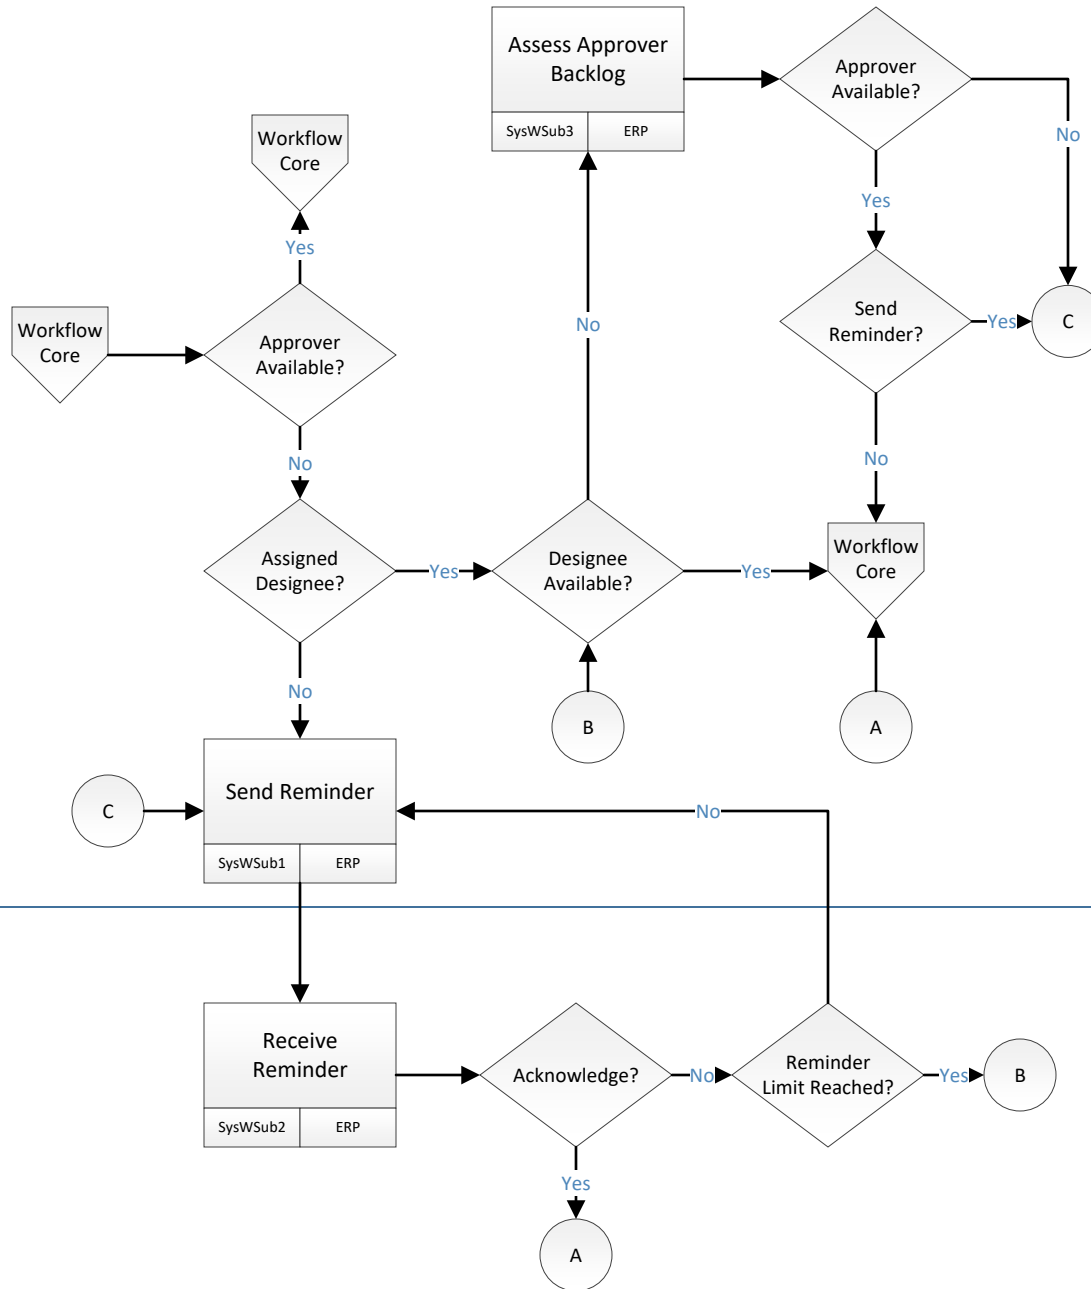 Assess Approver
Backlog
SysWSub3
ERP
Approver
Available?
No
Yes
Workflow
Core
Yes
Workflow
Core
Approver
Available?
No
Send
Reminder?
Yes
C
No
No
Assigned
Designee?
Yes
Designee
Available?
Yes
Workflow
Core
No
B
A
C
Send Reminder
SysWSub1
ERP
No
Receive
Reminder
SysWSub2
ERP
Acknowledge?
No
Reminder
Limit Reached?
Yes
B
Yes
A